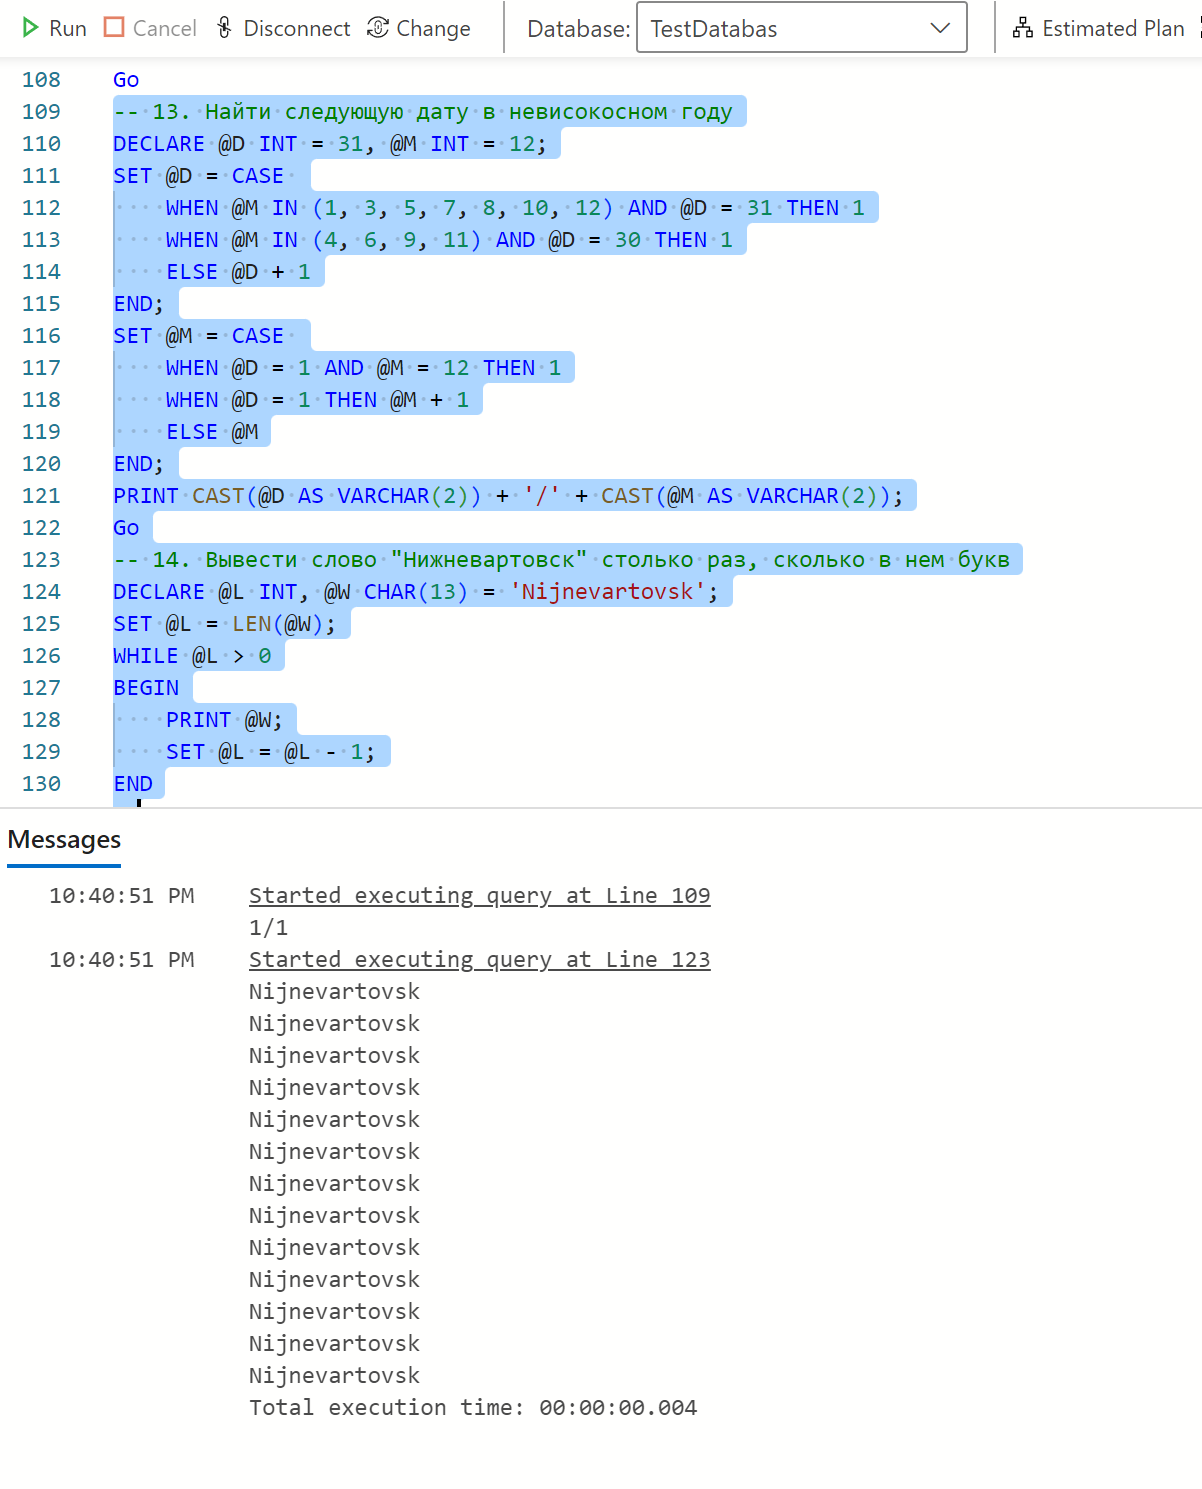 Run Cancel Disconnect Change Database: TestDatabas Estimated Plan
108 Go
109 -- 13. Найти следующую дату в невисокосном году
110 DECLARE @D INT = 31, @M INT = 12;
111 SET @D = CASE
112 WHEN @M IN (1, 3, 5, 7, 8, 10, 12) AND @D = 31 THEN 1
113 WHEN @M IN (4, 6, 9, 11) AND @D = 30 THEN 1
114 ELSE @D + 1
115 END;
116 SET @M = CASE
117 WHEN @D = 1 AND @M = 12 THEN 1
118 WHEN @D = 1 THEN @M + 1
119 ELSE @M
120 END;
121 PRINT CAST(@D AS VARCHAR(2)) + '/' + CAST(@M AS VARCHAR(2));
122 Go
123 -- 14. Вывести слово "Нижневартовск" столько раз, сколько в нем букв
124 DECLARE @L INT, @W CHAR(13) = 'Nijnevartovsk';
125 SET @L = LEN(@W);
126 WHILE @L > 0
127 BEGIN
128 PRINT @W;
129 SET @L = @L - 1;
130 END
Messages
10:40:51 PM Started executing query at Line 109
1/1
10:40:51 PM Started executing query at Line 123
Nijnevartovsk
Nijnevartovsk
Nijnevartovsk
Nijnevartovsk
Nijnevartovsk
Nijnevartovsk
Nijnevartovsk
Nijnevartovsk
Nijnevartovsk
Nijnevartovsk
Nijnevartovsk
Nijnevartovsk
Nijnevartovsk
Total execution time: 00:00:00.004